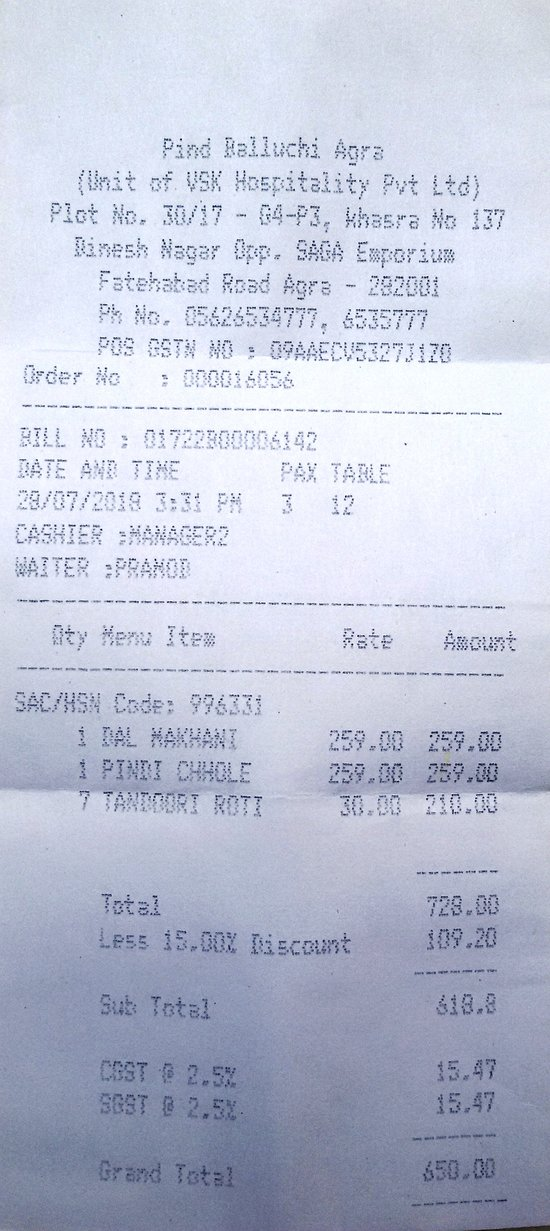 Pind Balluchi Agra
(Unit of VSK Hospitality Pvt Ltd)
Plot No. 30/17 - G4-P3, Khasra No 137
Dinesh Nagar Opp. SAGA Emporium
Fatehabad Road Agra - 282001
Ph No. 05626534777, 6535777
POS GSTN NO : 09AAECV5327J1Z0
Order No : 000016056
BILL NO : 01722B00006142
DATE AND TIME PAX TABLE
28/07/2018 3:31 PM 3 12
CASHIER :MANAGER2
WAITER :PRAMOD
Qty Menu Item Rate Amount
SAC/HSN Code: 996331
1 DAL MAKHANI 259.00 259.00
1 PINDI CHHOLE 259.00 259.00
7 TANDOORI ROTI 30.00 210.00
Total 728.00
Less 15.00% Discount 109.20
Sub Total 618.8
CGST @ 2.5% 15.47
SGST @ 2.5% 15.47
Grand Total 650.00